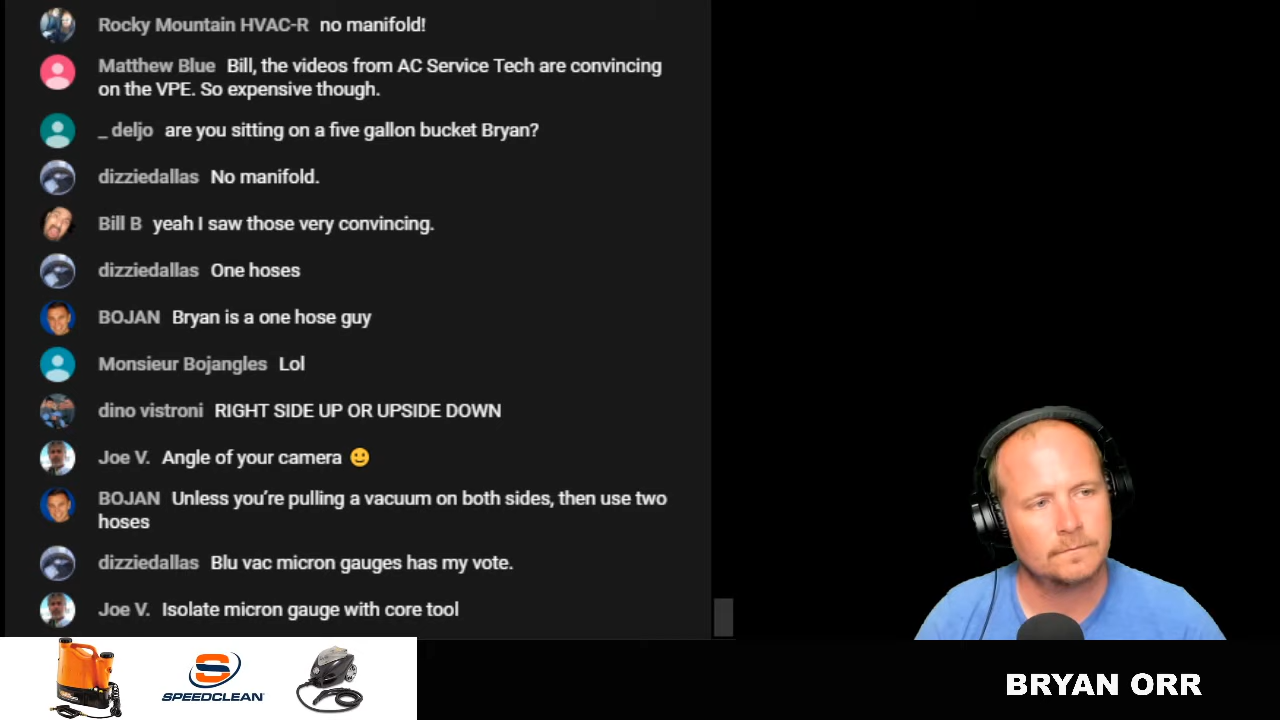 Rocky Mountain HVAC-R no manifold!
Matthew Blue Bill, the videos from AC Service Tech are convincing
on the VPE. So expensive though.
_ deljo are you sitting on a five gallon bucket Bryan?
dizziedallas No manifold.
Bill B yeah I saw those very convincing.
dizziedallas One hoses
BOJAN Bryan is a one hose guy
Monsieur Bojangles Lol
dino vistroni RIGHT SIDE UP OR UPSIDE DOWN
Joe V. Angle of your camera 🙂
BOJAN Unless you’re pulling a vacuum on both sides, then use two
hoses
dizziedallas Blu vac micron gauges has my vote.
Joe V. Isolate micron gauge with core tool
SPEEDCLEAN
BRYAN ORR